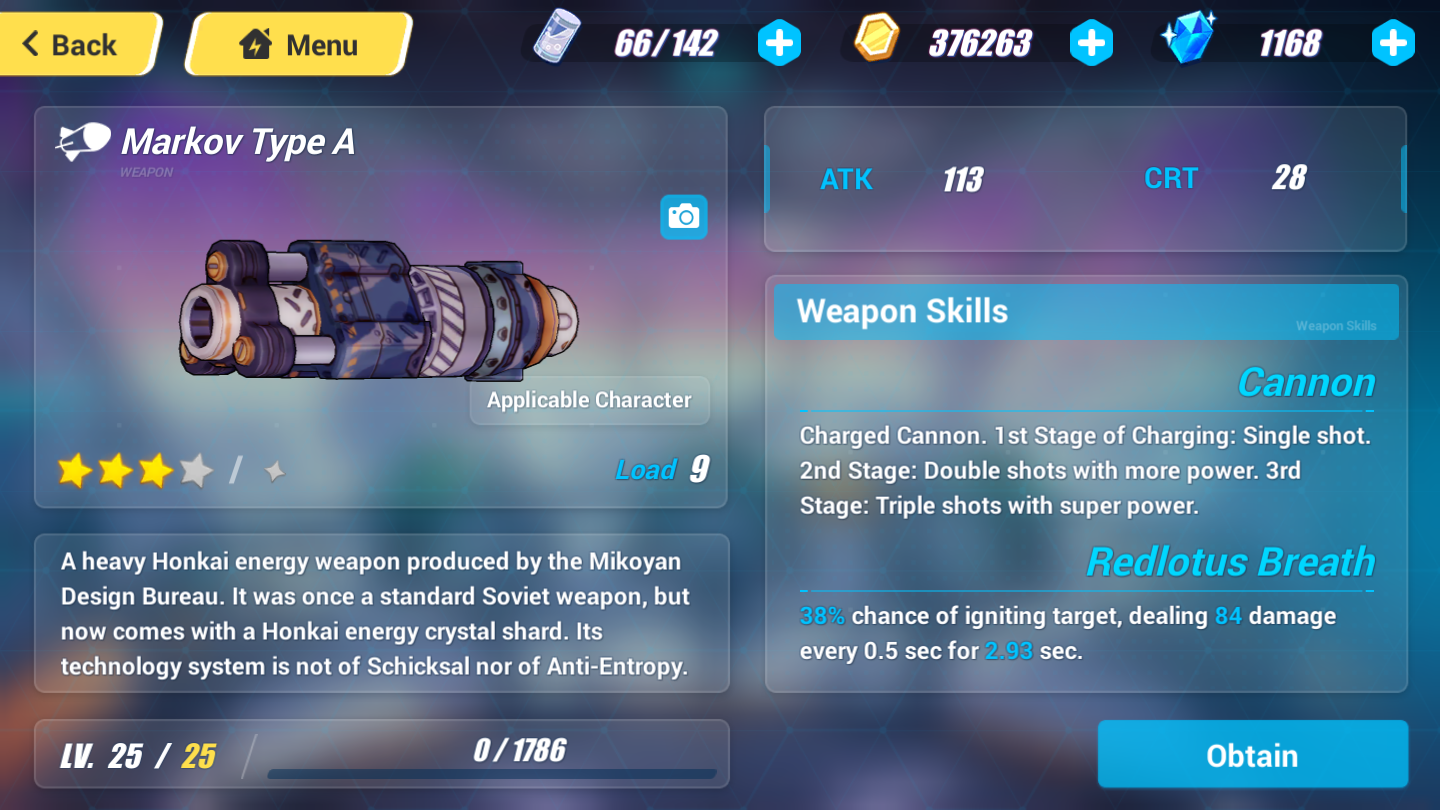 Back
Menu
66/142
376263
1168
Markov Type A
WEAPON
Applicable Character
Load 9
/
A heavy Honkai energy weapon produced by the Mikoyan
Design Bureau. It was once a standard Soviet weapon, but
now comes with a Honkai energy crystal shard. Its
technology system is not of Schicksal nor of Anti-Entropy.
LV. 25 / 25
0/1786
ATK 113
CRT 28
Weapon Skills
Weapon Skills
Cannon
Charged Cannon. 1st Stage of Charging: Single shot.
2nd Stage: Double shots with more power. 3rd
Stage: Triple shots with super power.
Redlotus Breath
38% chance of igniting target, dealing 84 damage
every 0.5 sec for 2.93 sec.
Obtain